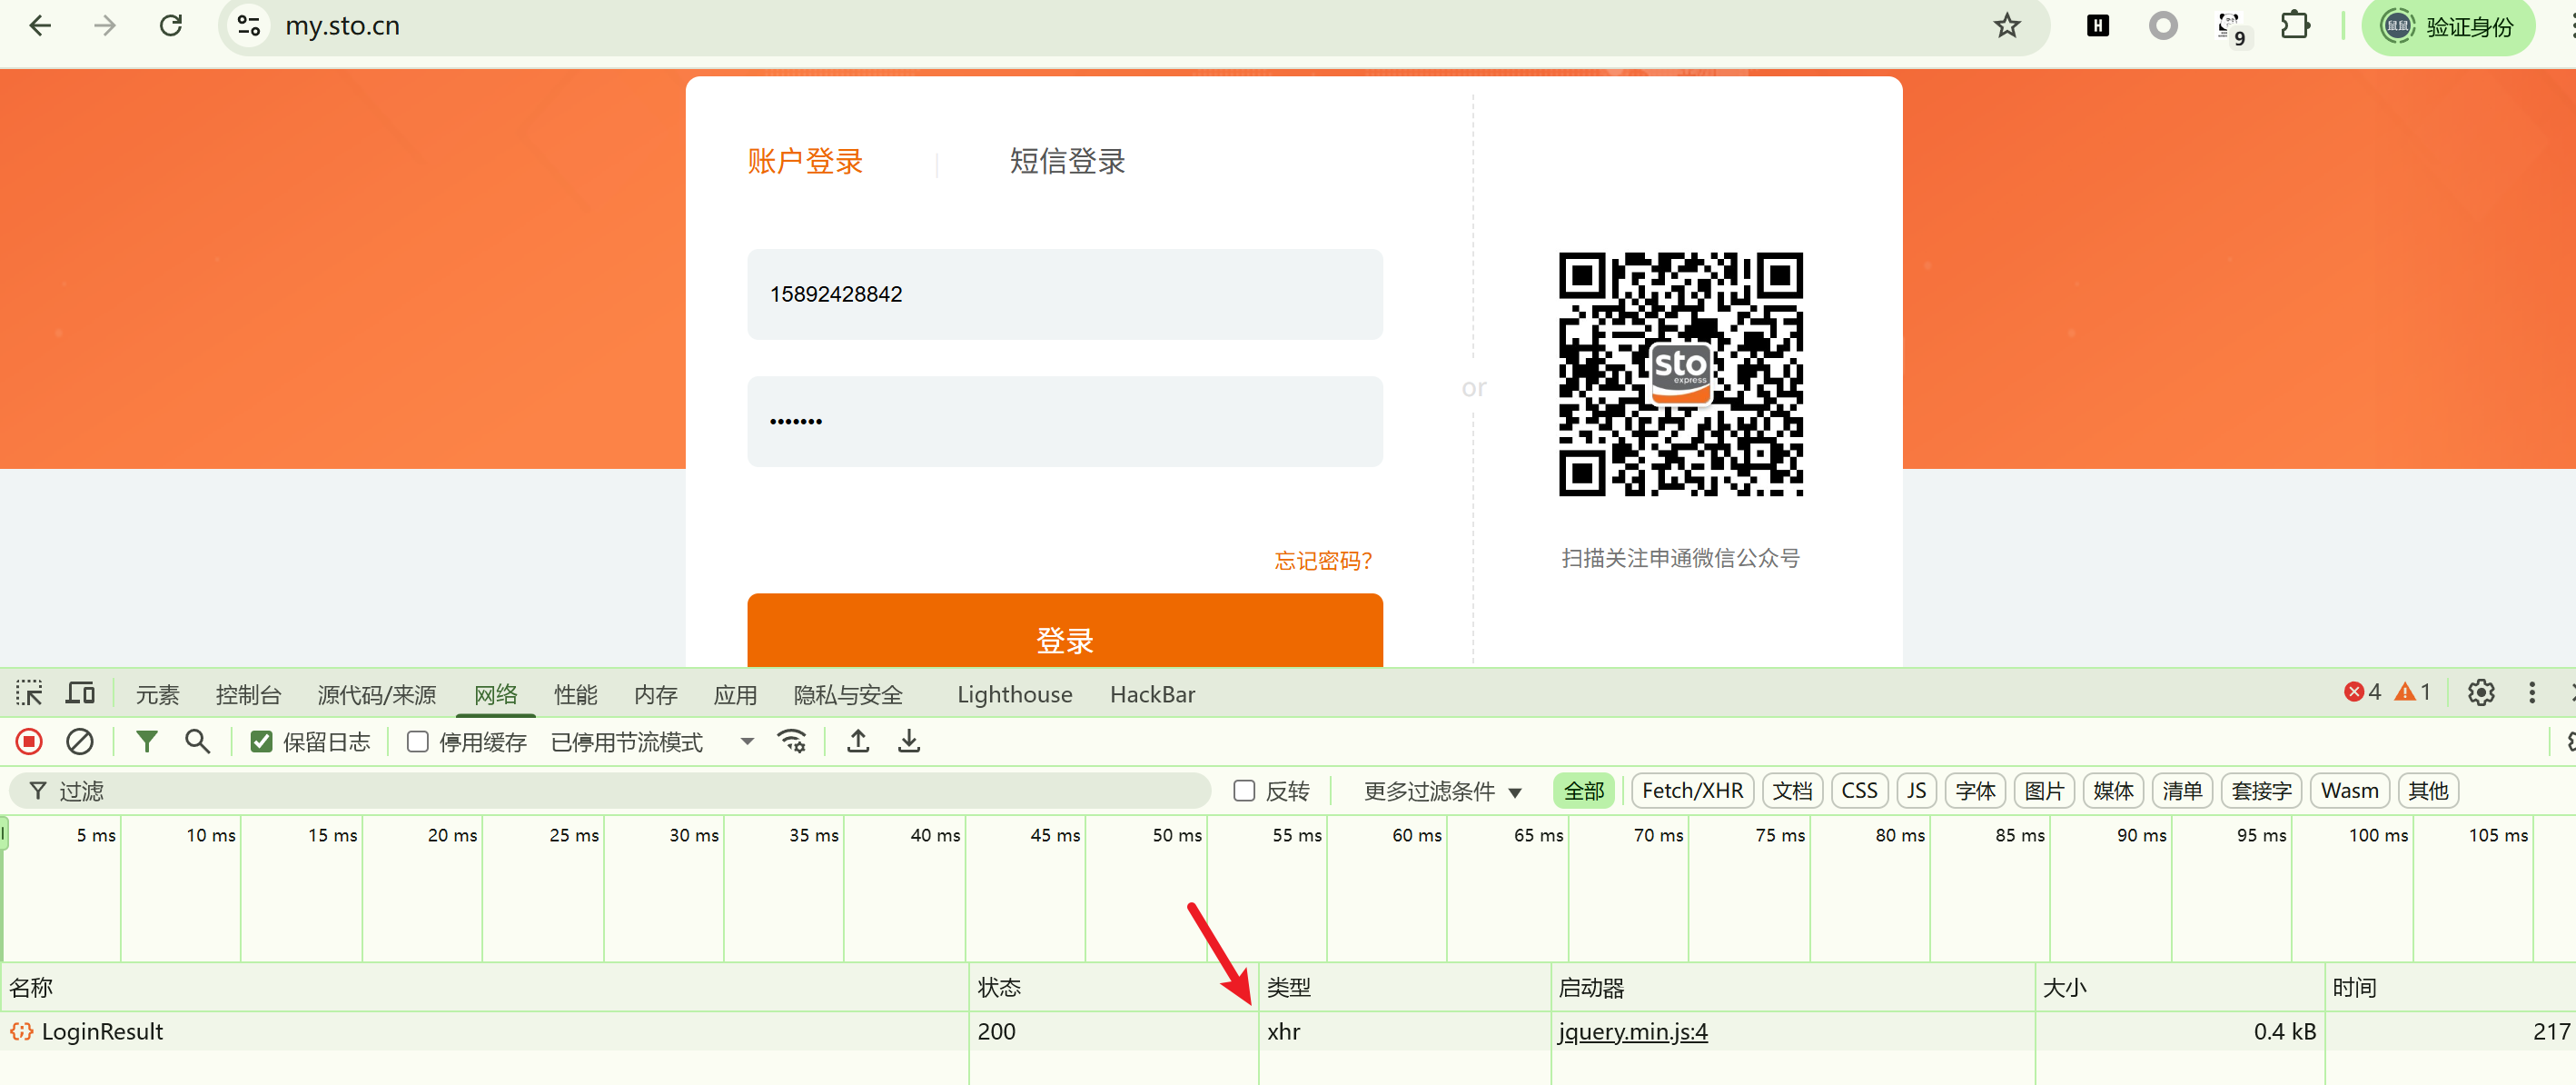 my.sto.cn
9
鼠鼠
验证身份
账户登录
短信登录
15892428842
•••••••
or
sto
express
忘记密码?
扫描关注申通微信公众号
登录
元素 控制台 源代码/来源 网络 性能 内存 应用 隐私与安全 Lighthouse HackBar 4 1
保留日志 停用缓存 已停用节流模式
过滤 反转 更多过滤条件 全部 Fetch/XHR 文档 CSS JS 字体 图片 媒体 清单 套接字 Wasm 其他
5 ms 10 ms 15 ms 20 ms 25 ms 30 ms 35 ms 40 ms 45 ms 50 ms 55 ms 60 ms 65 ms 70 ms 75 ms 80 ms 85 ms 90 ms 95 ms 100 ms 105 ms
名称 状态 类型 启动器 大小 时间
LoginResult 200 xhr jquery.min.js:4 0.4 kB 217